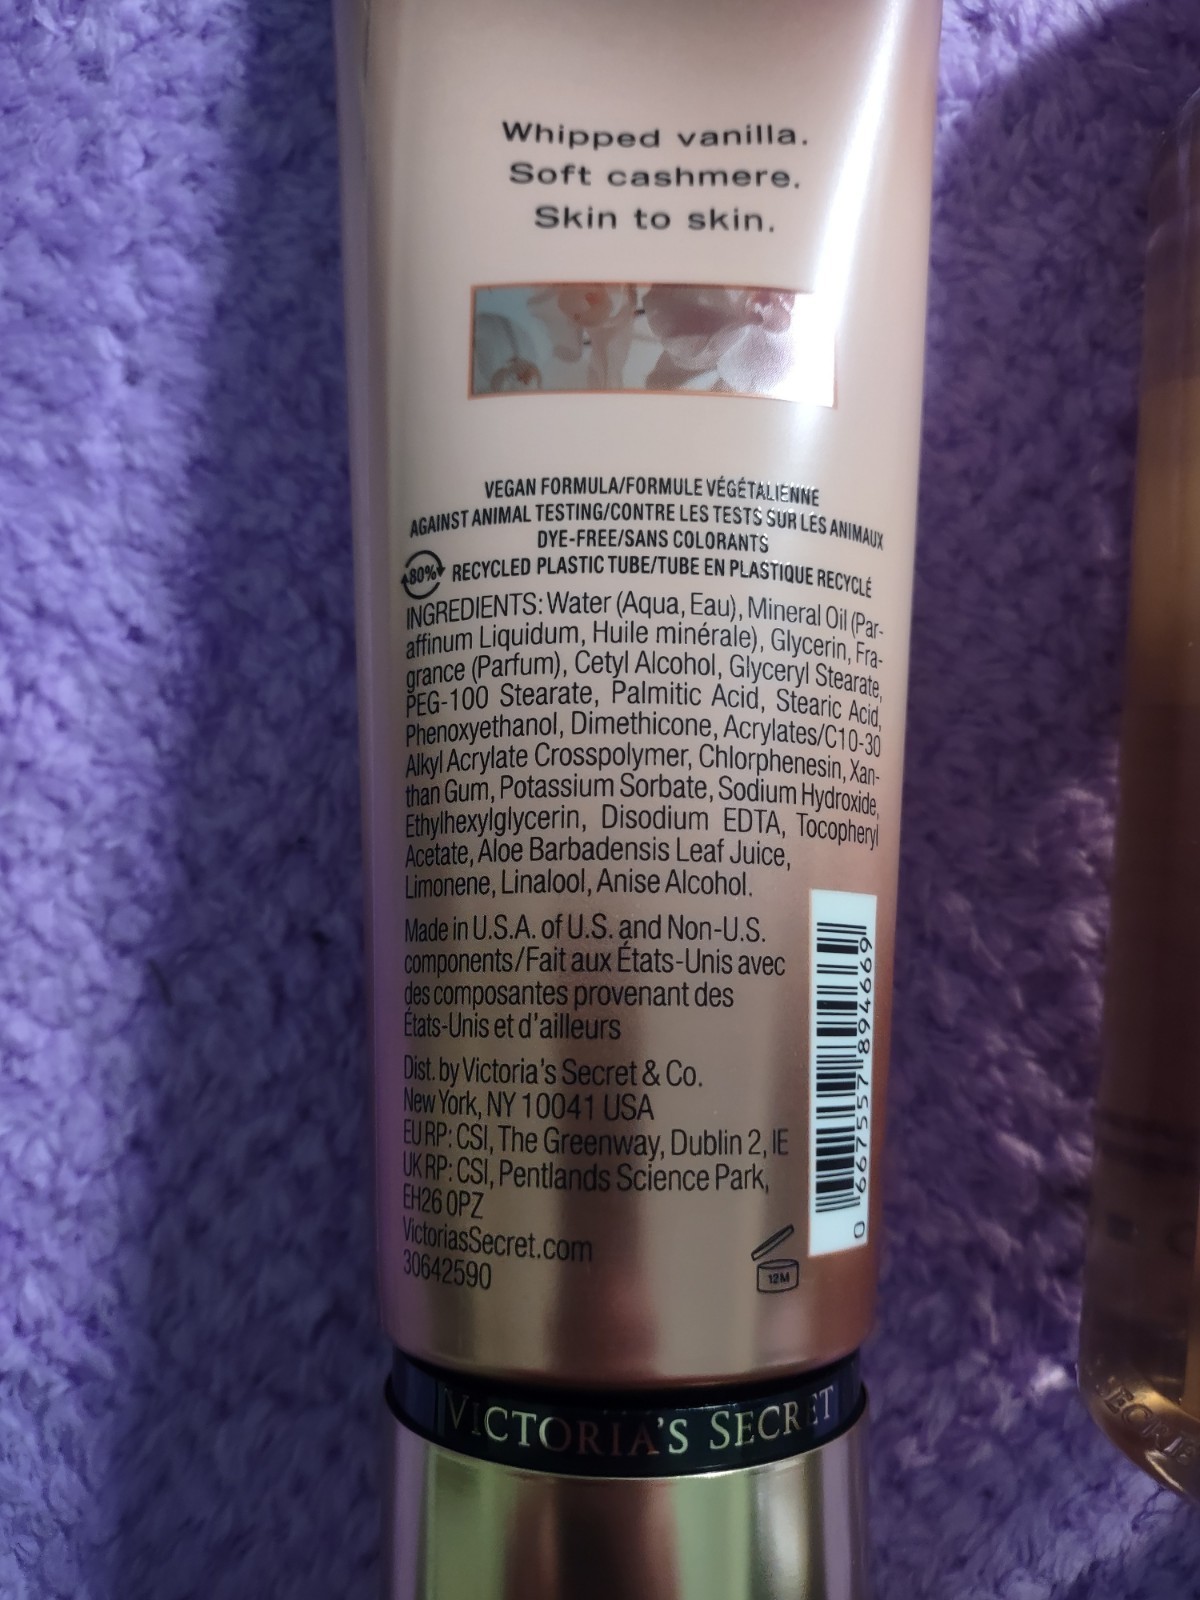 Whipped vanilla.
Soft cashmere.
Skin to skin.
VEGAN FORMULA/FORMULE VÉGÉTALIENNE
AGAINST ANIMAL TESTING/CONTRE LES TESTS SUR LES ANIMAUX
DYE-FREE/SANS COLORANTS
80% RECYCLED PLASTIC TUBE/TUBE EN PLASTIQUE RECYCLÉ
INGREDIENTS: Water (Aqua, Eau), Mineral Oil (Par-
affinum Liquidum, Huile minérale), Glycerin, Fra-
grance (Parfum), Cetyl Alcohol, Glyceryl Stearate,
PEG-100 Stearate, Palmitic Acid, Stearic Acid,
Phenoxyethanol, Dimethicone, Acrylates/C10-30
Alkyl Acrylate Crosspolymer, Chlorphenesin, Xan-
than Gum, Potassium Sorbate, Sodium Hydroxide,
Ethylhexylglycerin, Disodium EDTA, Tocopheryl
Acetate, Aloe Barbadensis Leaf Juice,
Limonene, Linalool, Anise Alcohol.
Made in U.S.A. of U.S. and Non-U.S.
components/Fait aux États-Unis avec
des composantes provenant des
États-Unis et d'ailleurs
Dist. by Victoria's Secret & Co.
New York, NY 10041 USA
EU RP: CSI, The Greenway, Dublin 2, IE
UK RP: CSI, Pentlands Science Park,
EH26 0PZ
VictoriasSecret.com
30642590
12M
0 667557 894669
VICTORIA'S SECRET
SECRE